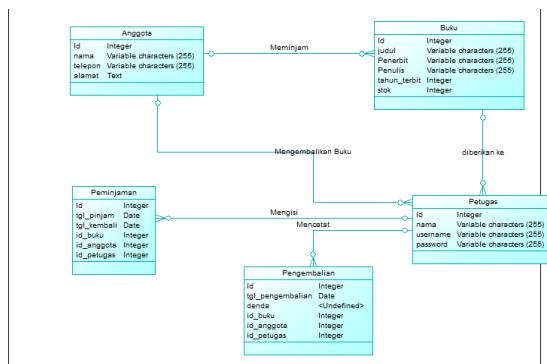 Anggota
Id Integer
nama Variable characters (255)
telepon Variable characters (255)
alamat Text
Meminjam
Buku
Id Integer
judul Variable characters (255)
Penerbit Variable characters (255)
Penulis Variable characters (255)
tahun_terbit Integer
stok Integer
Mengembalikan Buku
diberikan ke
Peminjaman
Id Integer
tgl_pinjam Date
tgl_kembali Date
id_buku Integer
id_anggota Integer
id_petugas Integer
Mengisi
Mencatat
Petugas
Id Integer
nama Variable characters (255)
username Variable characters (255)
password Variable characters (255)
Pengembalian
Id Integer
tgl_pengembalian Date
denda <Undefined>
id_buku Integer
id_anggota Integer
id_petugas Integer